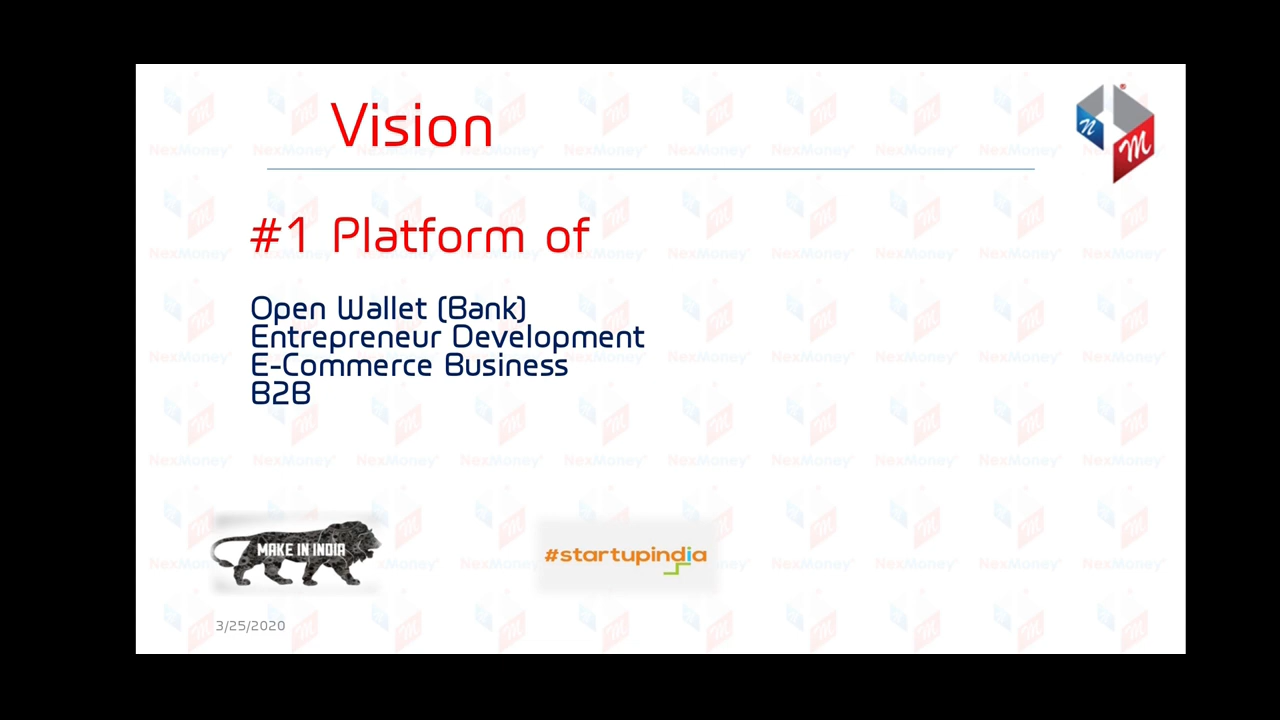 Vision
#1 Platform of
Open Wallet (Bank)
Entrepreneur Development
E-Commerce Business
B2B
MAKE IN INDIA
#startupindia
3/25/2020
n
m
NexMoney